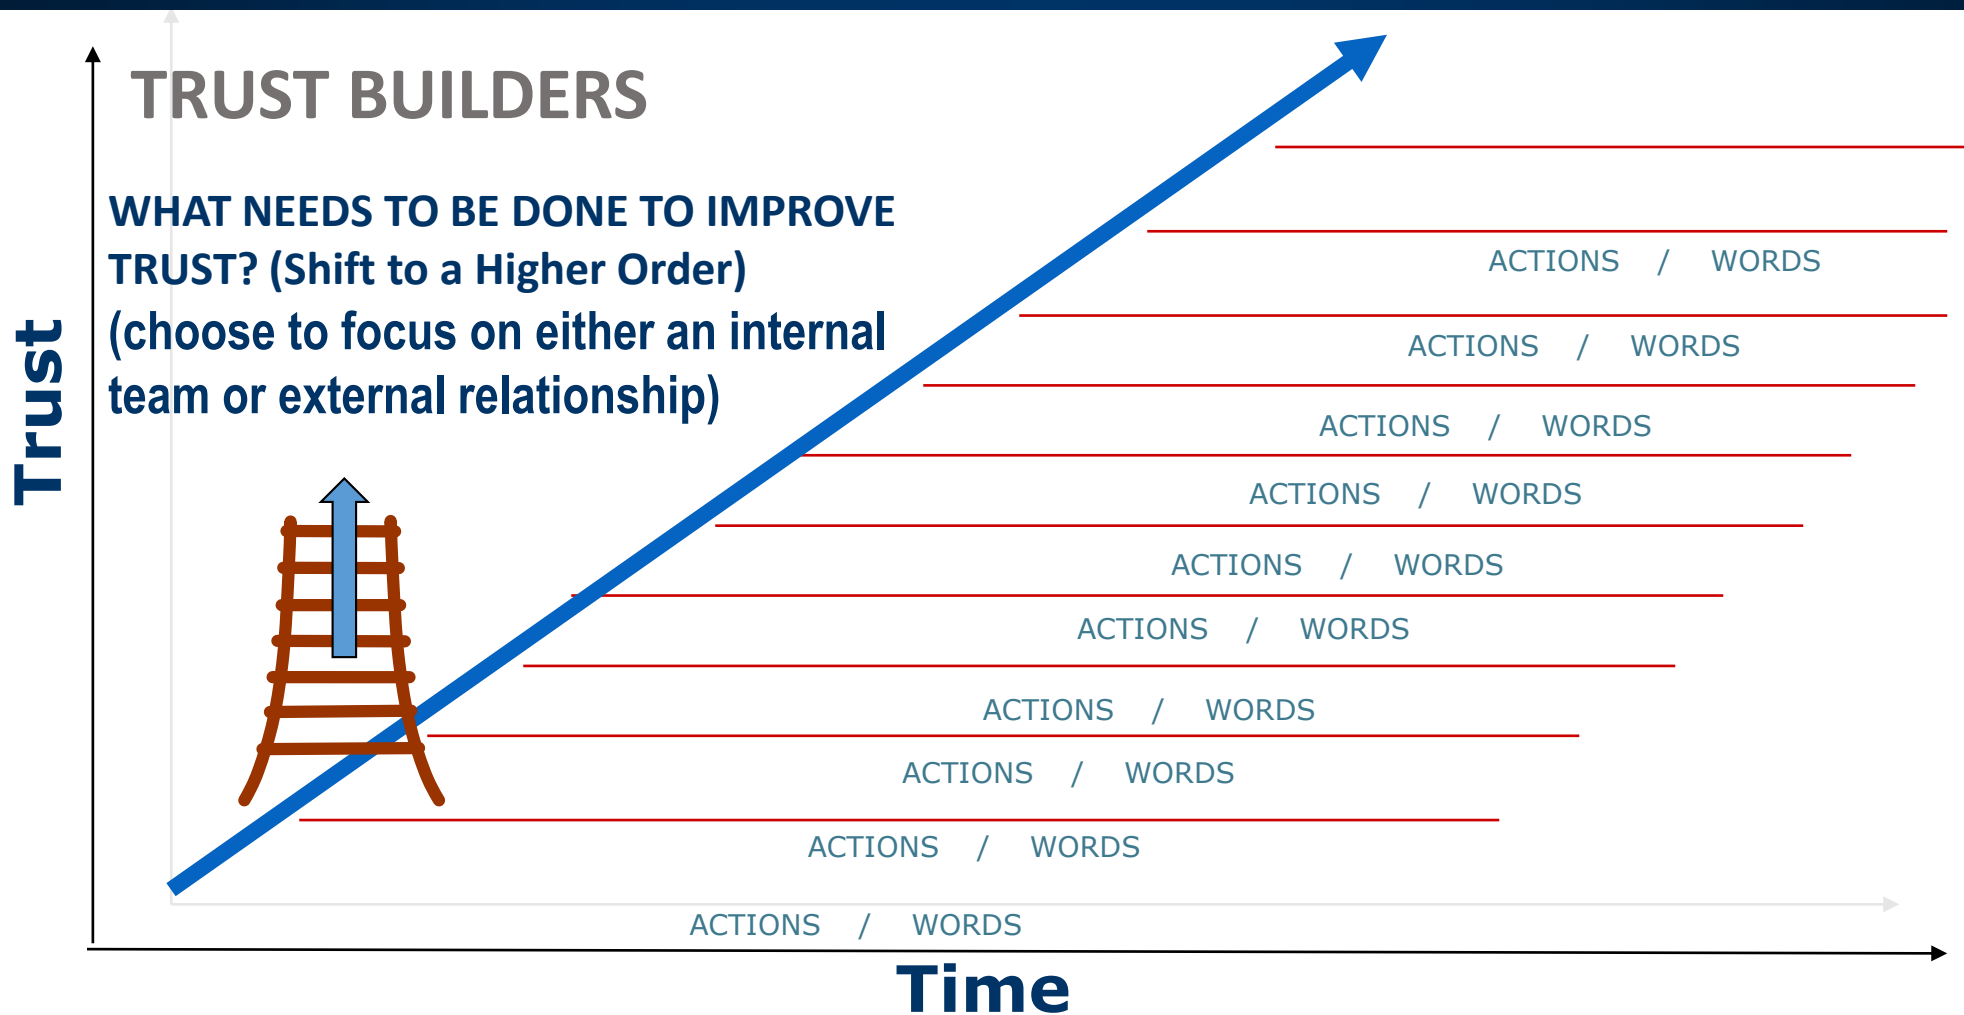 TRUST BUILDERS
WHAT NEEDS TO BE DONE TO IMPROVE
TRUST? (Shift to a Higher Order)
(choose to focus on either an internal
team or external relationship)
Trust
ACTIONS / WORDS
ACTIONS / WORDS
ACTIONS / WORDS
ACTIONS / WORDS
ACTIONS / WORDS
ACTIONS / WORDS
ACTIONS / WORDS
ACTIONS / WORDS
ACTIONS / WORDS
ACTIONS / WORDS
Time